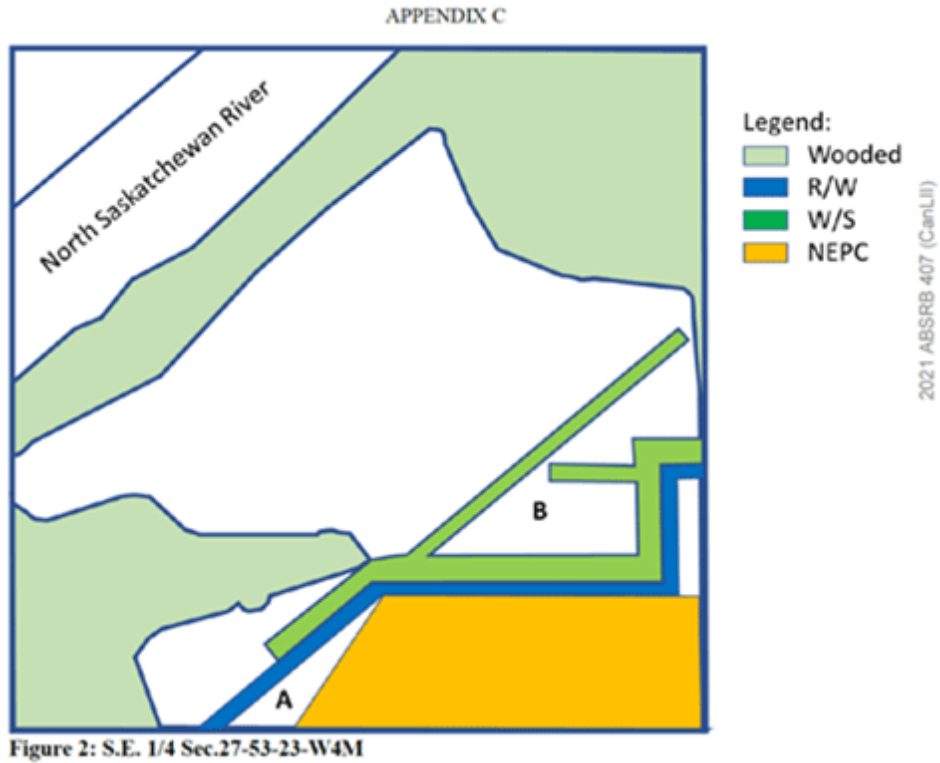 APPENDIX C
North Saskatchewan River
Legend:
Wooded
R/W
W/S
NEPC
2021 ABSRB 407 (CanLII)
B
A
Figure 2: S.E. 1/4 Sec.27-53-23-W4M